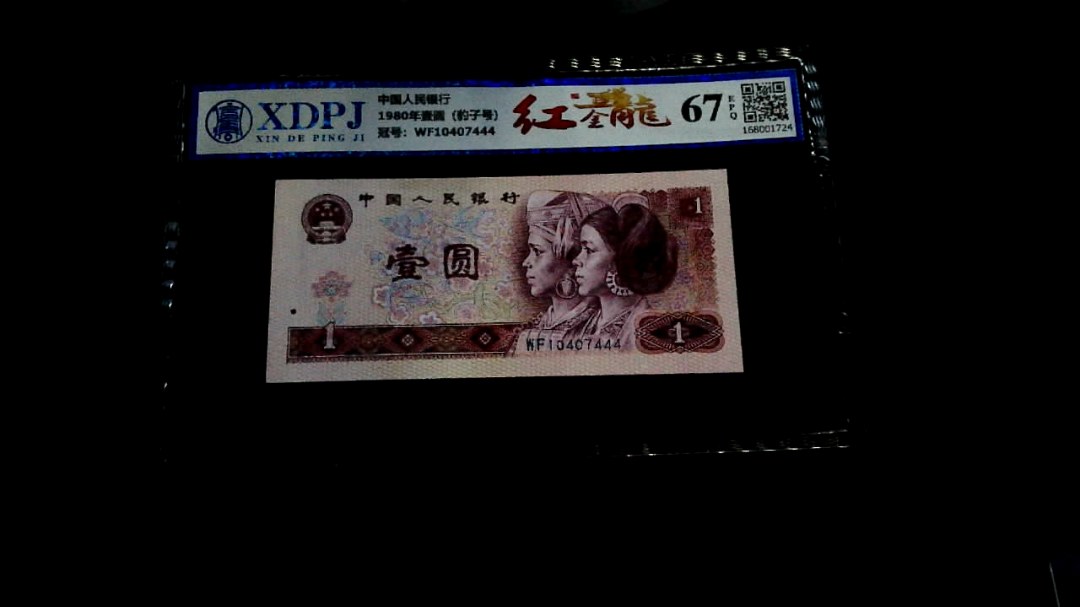 XDPJ
XIN DE PING JI
中国人民银行
1980年壹圆（豹子号）
冠号：WF10407444
红金龍
67
EPQ
168001724
中国人民银行
1
壹圆
1
WF10407444
1